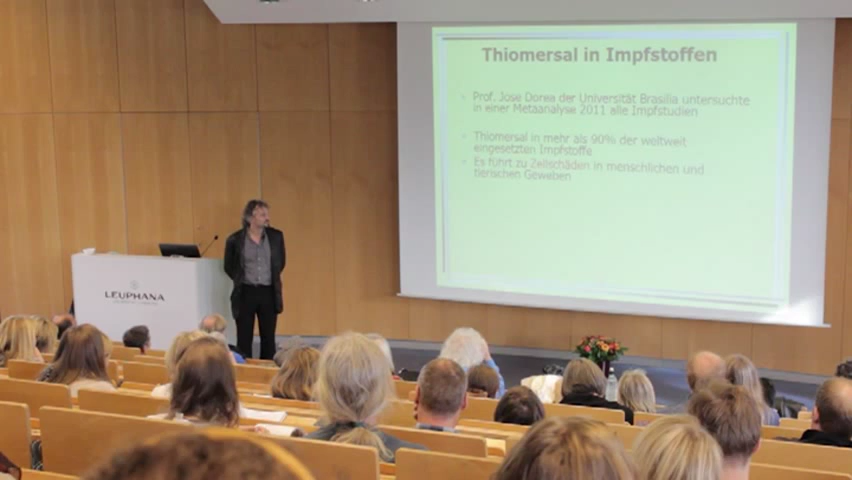 Thiomersal in Impfstoffen
Prof. Jose Dorea der Universität Brasilia untersuchte
in einer Metaanalyse 2011 alle Impfstudien
Thiomersal in mehr als 90% der weltweit
eingesetzten Impfstoffe
Es führt zu Zellschäden in menschlichen und
tierischen Geweben
LEUPHANA